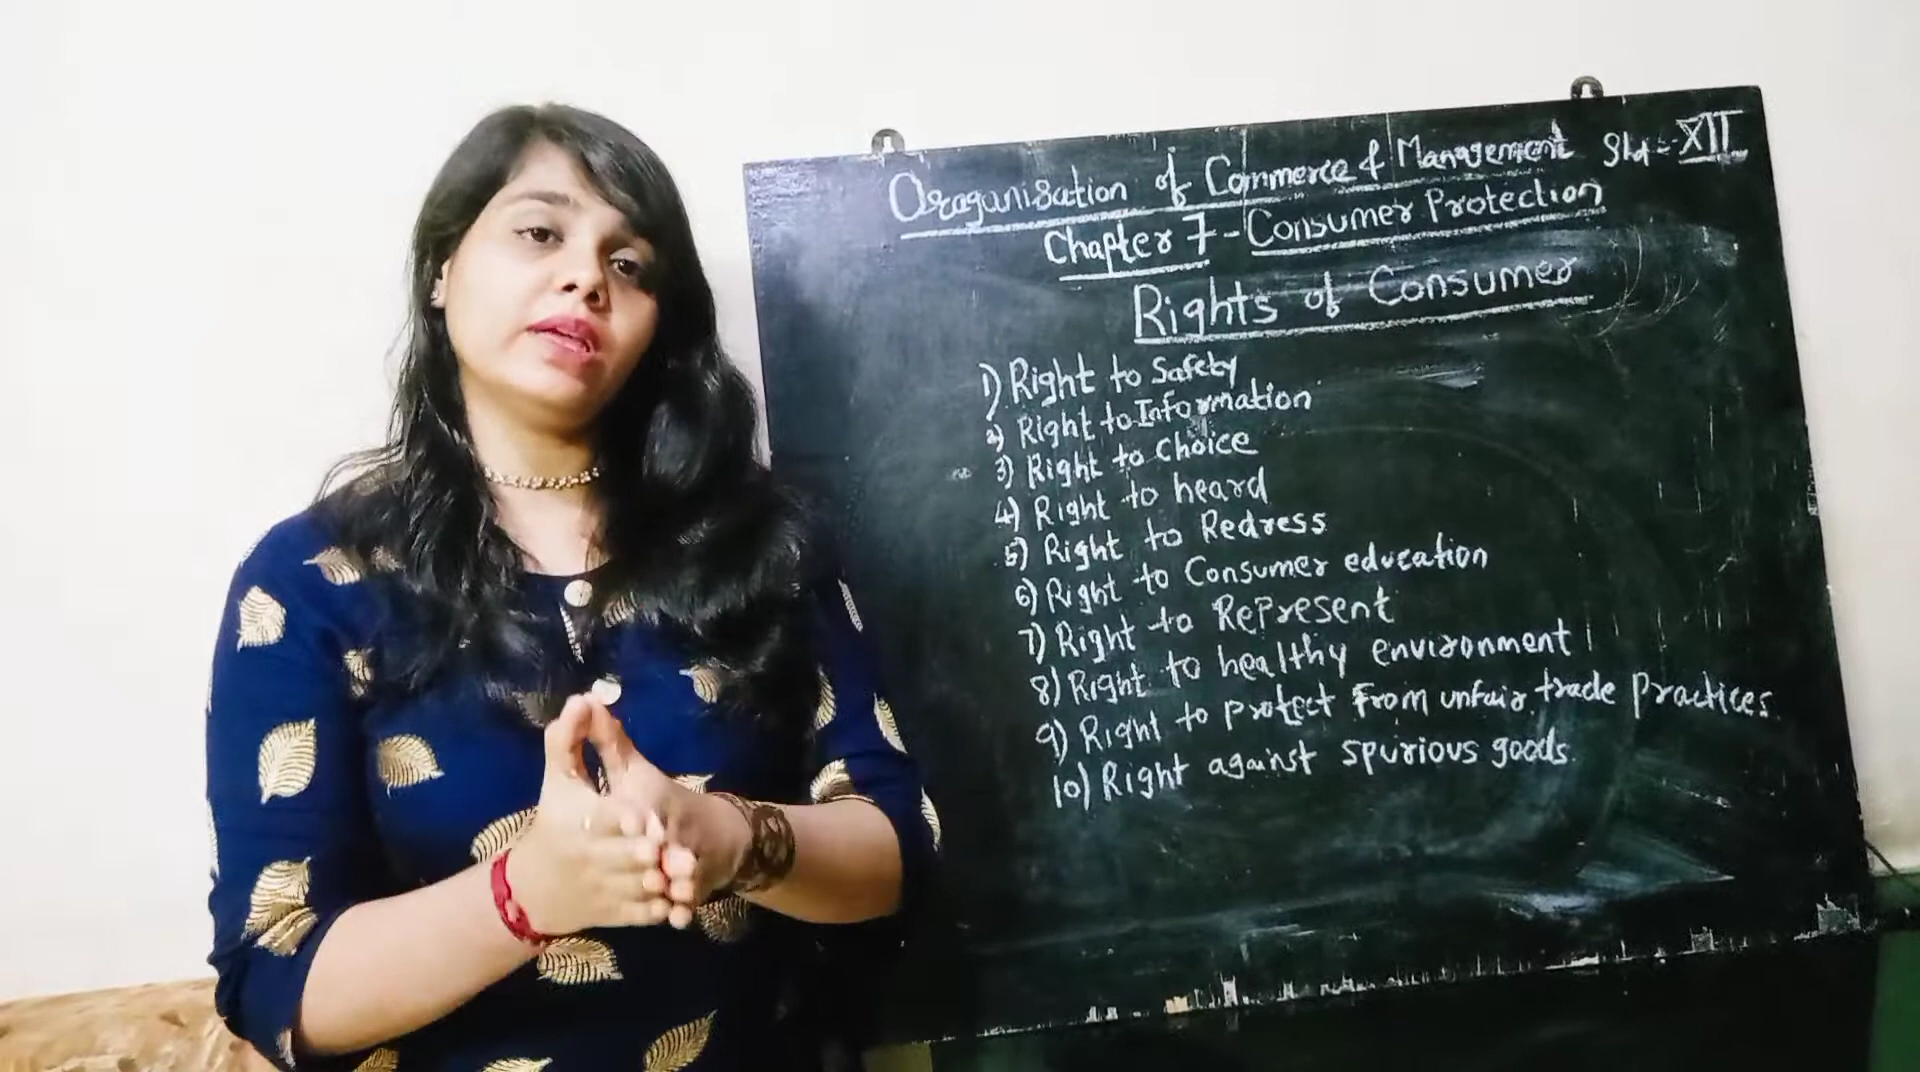 Oraganisation of Commerce & Management Std - XII
Chapter 7 - Consumer Protection
Rights of Consumer
1) Right to Safety
2) Right to Information
3) Right to Choice
4) Right to heard
5) Right to Redress
6) Right to Consumer education
7) Right to Represent
8) Right to healthy environment
9) Right to protect from unfair trade practices.
10) Right against spurious goods.